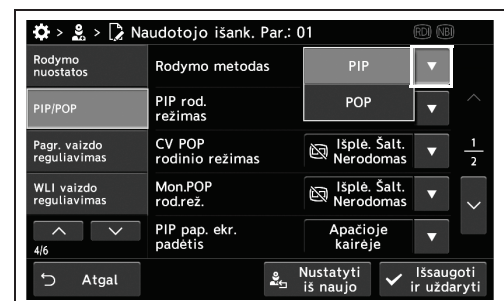 > > Naudotojo išank. Par.: 01 RDI NBI
Rodymo
nuostatos
Rodymo metodas
PIP
POP
PIP/POP
PIP rod.
režimas
Pagr. vaizdo
reguliavimas
CV POP
rodinio režimas
Išplė. Šalt.
Nerodomas
1
2
WLI vaizdo
reguliavimas
Mon.POP
rod.rež.
Išplė. Šalt.
Nerodomas
4/6
PIP pap. ekr.
padėtis
Apačioje
kairėje
Atgal
Nustatyti
iš naujo
Išsaugoti
ir uždaryti